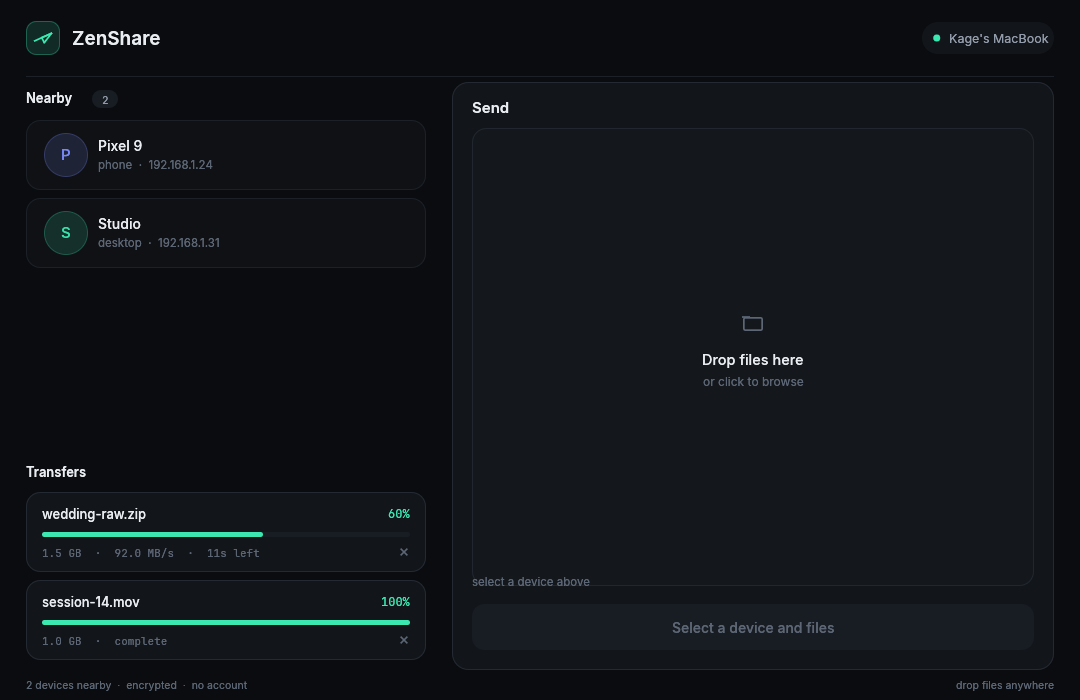 ZenShare
Kage's MacBook
Nearby 2
P
Pixel 9
phone · 192.168.1.24
S
Studio
desktop · 192.168.1.31
Transfers
wedding-raw.zip 60%
1.5 GB · 92.0 MB/s · 11s left ×
session-14.mov 100%
1.0 GB · complete ×
Send
Drop files here
or click to browse
select a device above
Select a device and files
2 devices nearby · encrypted · no account
drop files anywhere